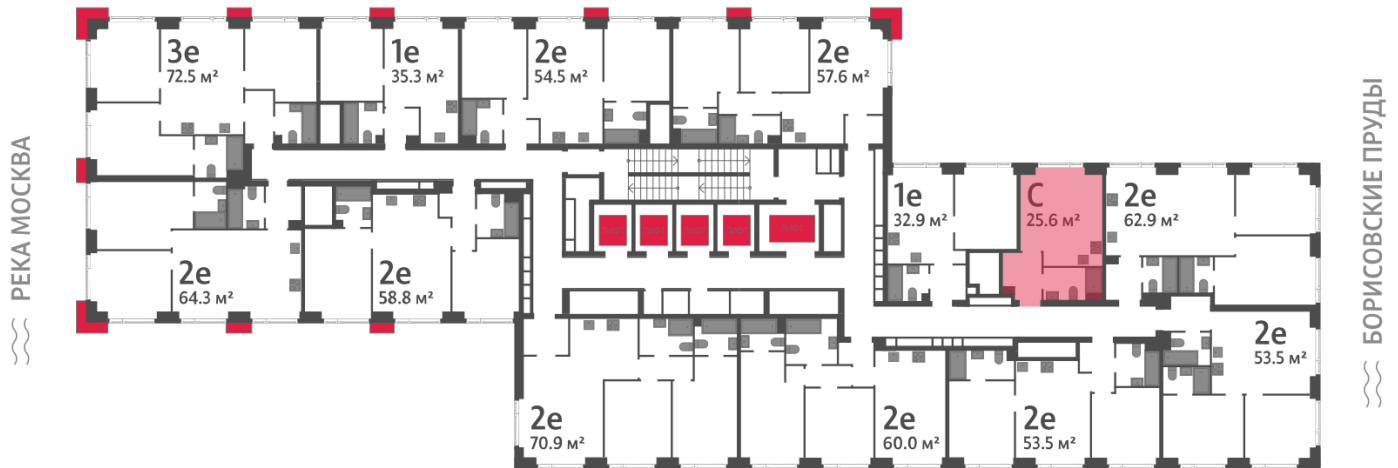 3е
72.5 м²
1е
35.3 м²
2е
54.5 м²
2е
57.6 м²
РЕКА МОСКВА
БОРИСОВСКИЕ ПРУДЫ
1е
32.9 м²
С
25.6 м²
2е
62.9 м²
2е
64.3 м²
2е
58.8 м²
2е
53.5 м²
2е
70.9 м²
2е
60.0 м²
2е
53.5 м²